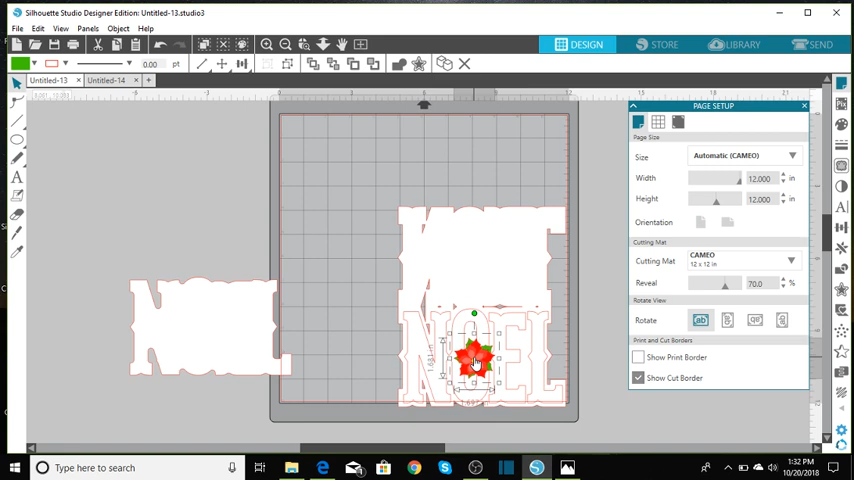 Silhouette Studio Designer Edition: Untitled-13.studio3
File Edit View Panels Object Help
DESIGN STORE LIBRARY SEND
0.00 pt
Untitled-13 × Untitled-14 × +
PAGE SETUP
Page Size
Size Automatic (CAMEO)
Width 12.000 in
Height 12.000 in
Orientation
Cutting Mat
Cutting Mat CAMEO
12 x 12 in
Reveal 70.0 %
Rotate View
Rotate
Print and Cut Borders
Show Print Border
Show Cut Border
NOEL
Type here to search
1:32 PM
10/20/2018